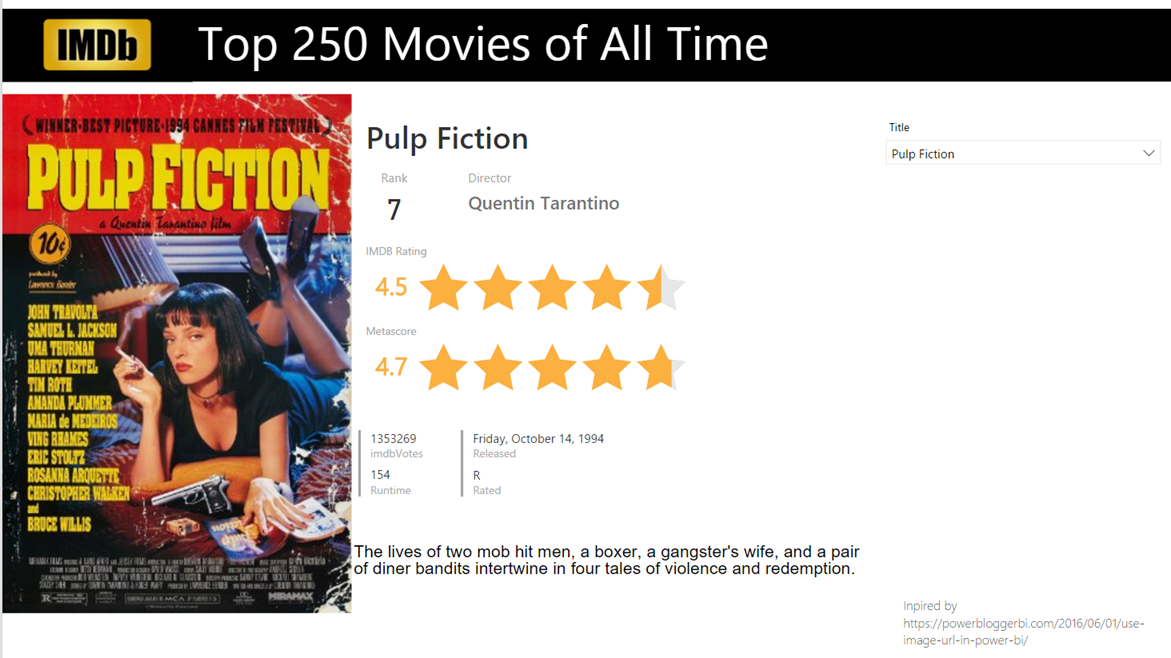 IMDb
Top 250 Movies of All Time
WINNER-BEST PICTURE-1994 CANNES FILM FESTIVAL
PULP FICTION
a Quentin Tarantino film
10¢
produced by
Lawrence Bender
JOHN TRAVOLTA
SAMUEL L. JACKSON
UMA THURMAN
HARVEY KEITEL
TIM ROTH
AMANDA PLUMMER
MARIA de MEDEIROS
VING RHAMES
ERIC STOLTZ
ROSANNA ARQUETTE
CHRISTOPHER WALKEN
and
BRUCE WILLIS
R
MIRAMAX
Pulp Fiction
Rank
Director
7
Quentin Tarantino
IMDB Rating
4.5
Metascore
4.7
1353269
imdbVotes
154
Runtime
Friday, October 14, 1994
Released
R
Rated
The lives of two mob hit men, a boxer, a gangster's wife, and a pair
of diner bandits intertwine in four tales of violence and redemption.
Title
Pulp Fiction
Inpired by
https://powerbloggerbi.com/2016/06/01/use-
image-url-in-power-bi/